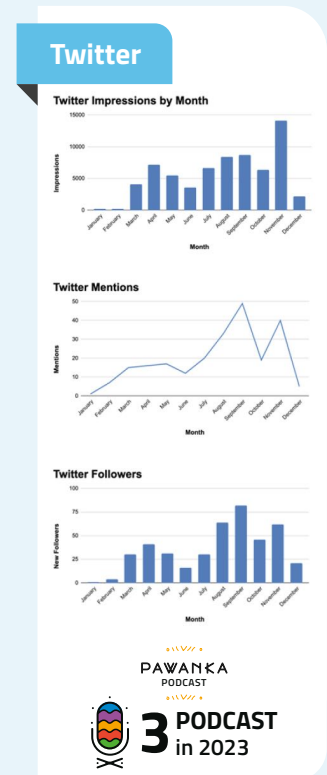 Twitter
Twitter Impressions by Month
15000
10000
5000
0
Impressions
January
February
March
April
May
June
July
August
September
October
November
December
Month
Twitter Mentions
50
40
30
20
10
0
Mentions
January
February
March
April
May
June
July
August
September
October
November
December
Month
Twitter Followers
100
75
50
25
0
New Followers
January
February
March
April
May
June
July
August
September
October
November
December
Month
PAWANKA
PODCAST
3 PODCAST
in 2023